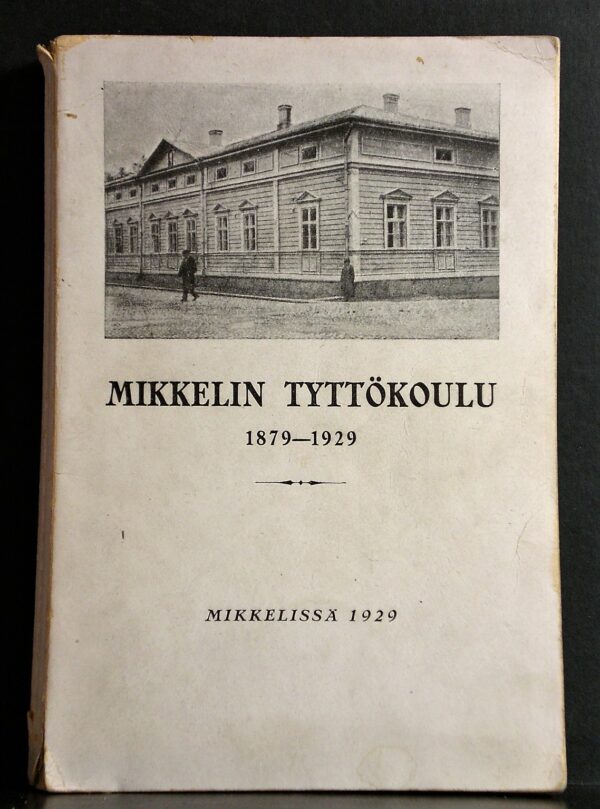 MIKKELIN TYTTÖKOULU
1879—1929
MIKKELISSÄ 1929